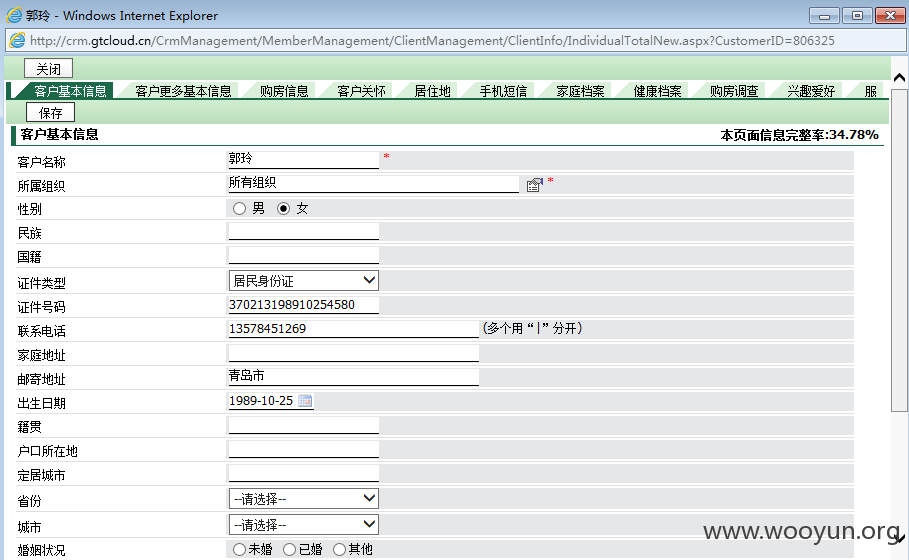 郭玲 - Windows Internet Explorer
http://crm.gtcloud.cn/CrmManagement/MemberManagement/ClientManagement/ClientInfo/IndividualTotalNew.aspx?CustomerID=806325
关闭
客户基本信息 客户更多基本信息 购房信息 客户关怀 居住地 手机短信 家庭档案 健康档案 购房调查 兴趣爱好 服
保存
客户基本信息 本页面信息完整率:34.78%
客户名称 郭玲 *
所属组织 所有组织 *
性别 男 女
民族
国籍
证件类型 居民身份证
证件号码 370213198910254580
联系电话 13578451269 (多个用“|”分开)
家庭地址
邮寄地址 青岛市
出生日期 1989-10-25
籍贯
户口所在地
定居城市
省份 --请选择--
城市 --请选择--
婚姻状况 未婚 已婚 其他
www.wooyun.org